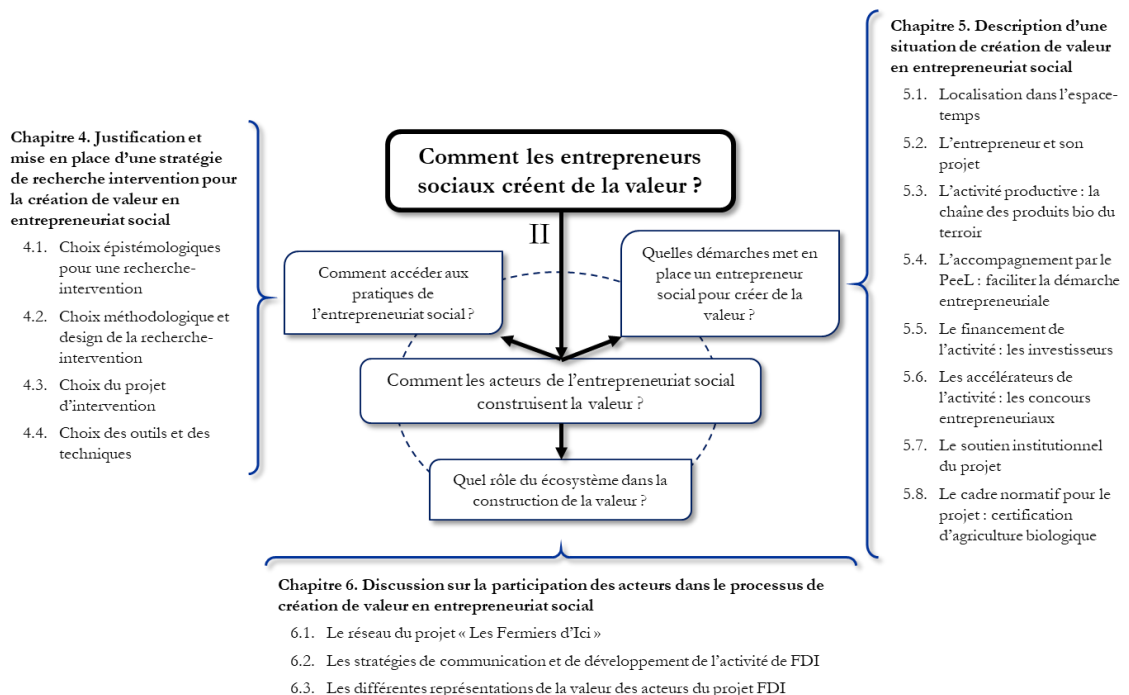 Chapitre 4. Justification et
mise en place d'une stratégie
de recherche intervention pour
la création de valeur en
entrepreneuriat social
4.1. Choix épistémologiques
pour une recherche-
intervention
4.2. Choix méthodologique et
design de la recherche-
intervention
4.3. Choix du projet
d'intervention
4.4. Choix des outils et des
techniques
Comment les entrepreneurs
sociaux créent de la valeur ?
II
Comment accéder aux
pratiques de
l'entrepreneuriat social ?
Quelles démarches met en
place un entrepreneur
social pour créer de la
valeur ?
Comment les acteurs de l'entrepreneuriat social
construisent la valeur ?
Quel rôle du écosystème dans la
construction de la valeur ?
Chapitre 5. Description d'une
situation de création de valeur
en entrepreneuriat social
5.1. Localisation dans l'espace-
temps
5.2. L'entrepreneur et son
projet
5.3. L'activité productive : la
chaîne des produits bio du
terroir
5.4. L'accompagnement par le
PeeL : faciliter la démarche
entrepreneuriale
5.5. Le financement de
l'activité : les investisseurs
5.6. Les accélérateurs de
l'activité : les concours
entrepreneuriaux
5.7. Le soutien institutionnel
du projet
5.8. Le cadre normatif pour le
projet : certification
d'agriculture biologique
Chapitre 6. Discussion sur la participation des acteurs dans le processus de
création de valeur en entrepreneuriat social
6.1. Le réseau du projet « Les Fermiers d'Ici »
6.2. Les stratégies de communication et de développement de l'activité de FDI
6.3. Les différentes représentations de la valeur des acteurs du projet FDI